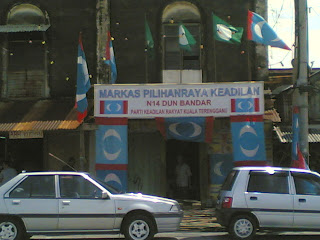 MARKAS PILIHANRAYA KEADILAN
N14 DUN BANDAR
PARTI KEADILAN RAKYAT KUALA TERENGGANU